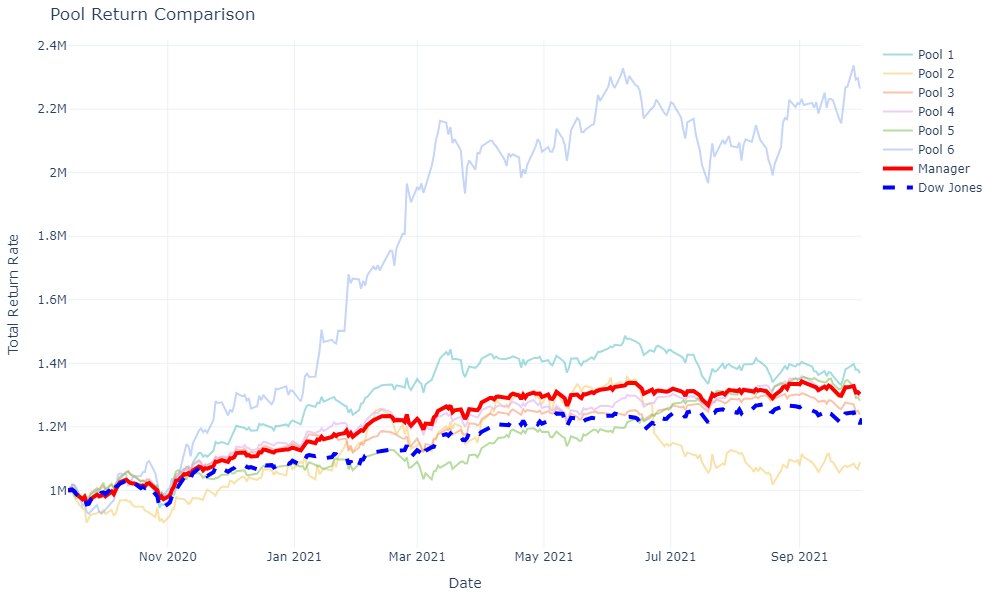 Pool Return Comparison
2.4M
2.2M
2M
1.8M
1.6M
1.4M
1.2M
1M
Total Return Rate
Nov 2020
Jan 2021
Mar 2021
May 2021
Jul 2021
Sep 2021
Date
Pool 1
Pool 2
Pool 3
Pool 4
Pool 5
Pool 6
Manager
Dow Jones